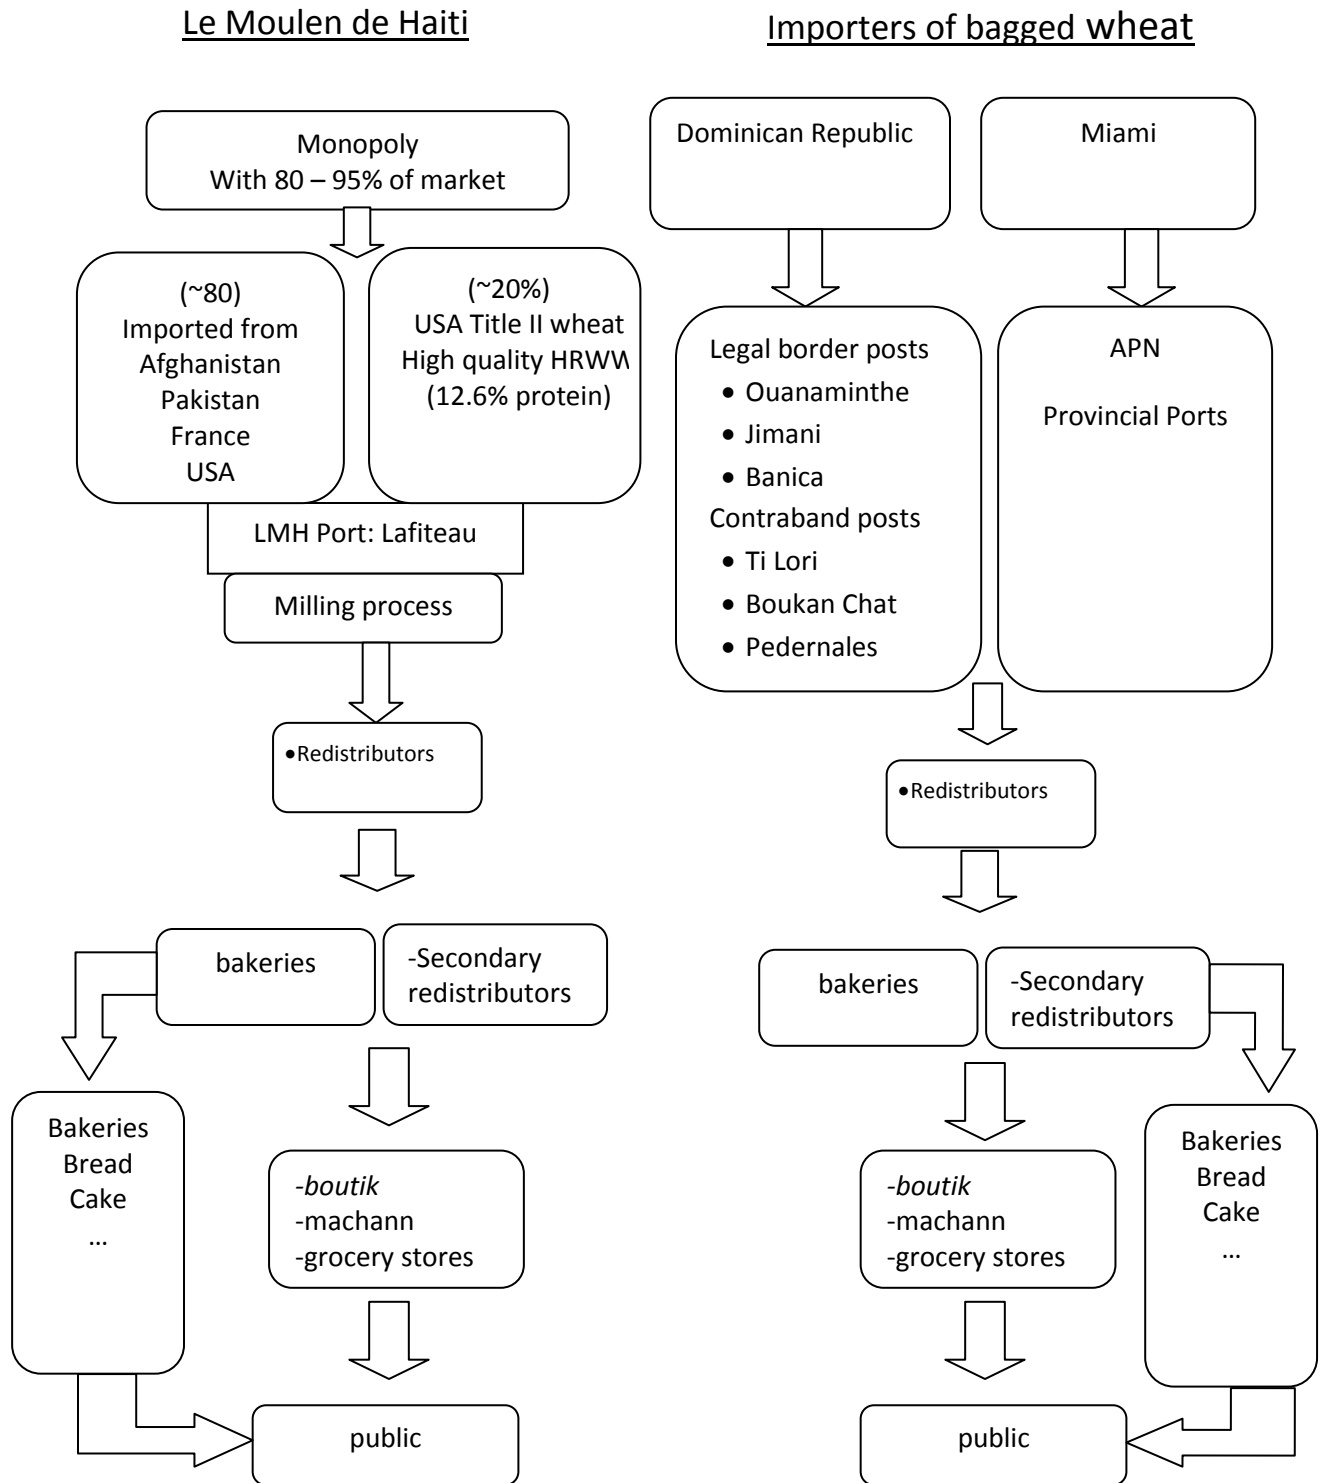 Le Moulen de Haiti
Monopoly
With 80 – 95% of market
(~80)
Imported from
Afghanistan
Pakistan
France
USA
(~20%)
USA Title II wheat
High quality HRWW
(12.6% protein)
LMH Port: Lafiteau
Milling process
•Redistributors
bakeries
-Secondary
redistributors
Bakeries
Bread
Cake
...
-boutik
-machann
-grocery stores
public
Importers of bagged wheat
Dominican Republic
Miami
Legal border posts
• Ouanaminthe
• Jimani
• Banica
Contraband posts
• Ti Lori
• Boukan Chat
• Pedernales
APN
Provincial Ports
•Redistributors
bakeries
-Secondary
redistributors
-boutik
-machann
-grocery stores
Bakeries
Bread
Cake
...
public